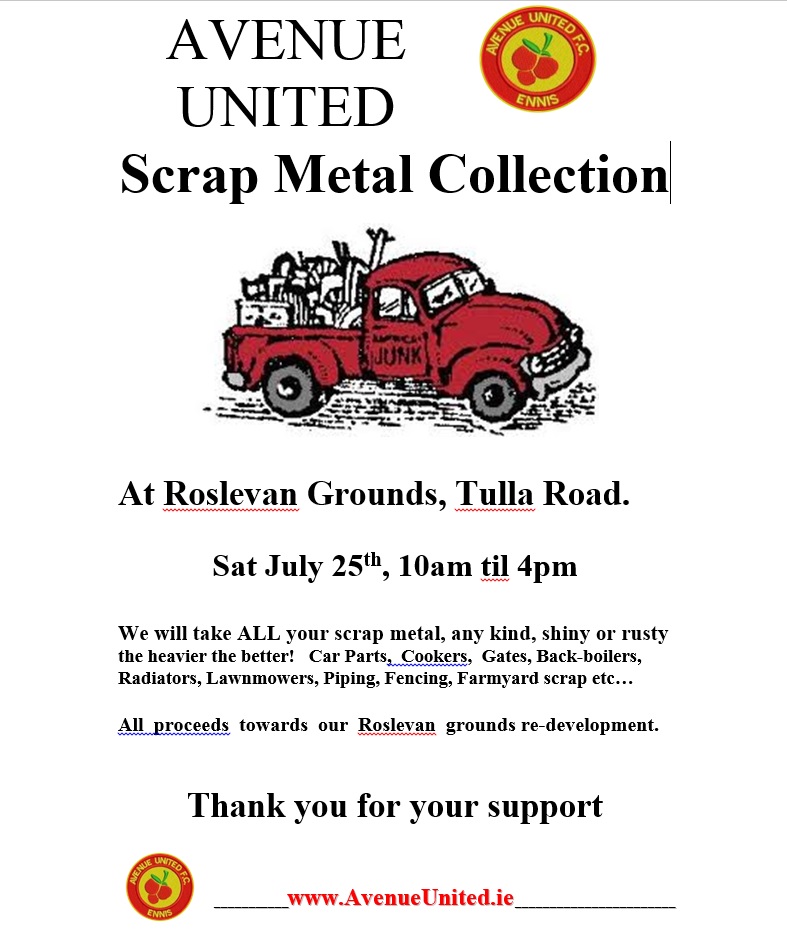 AVENUE
UNITED
AVENUE UNITED F.C.
ENNIS
Scrap Metal Collection
AMERICA
JUNK
At Roslevan Grounds, Tulla Road.
Sat July 25th, 10am til 4pm
We will take ALL your scrap metal, any kind, shiny or rusty
the heavier the better! Car Parts, Cookers, Gates, Back-boilers,
Radiators, Lawnmowers, Piping, Fencing, Farmyard scrap etc…
All proceeds towards our Roslevan grounds re-development.
Thank you for your support
AVENUE UNITED F.C.
ENNIS
www.AvenueUnited.ie